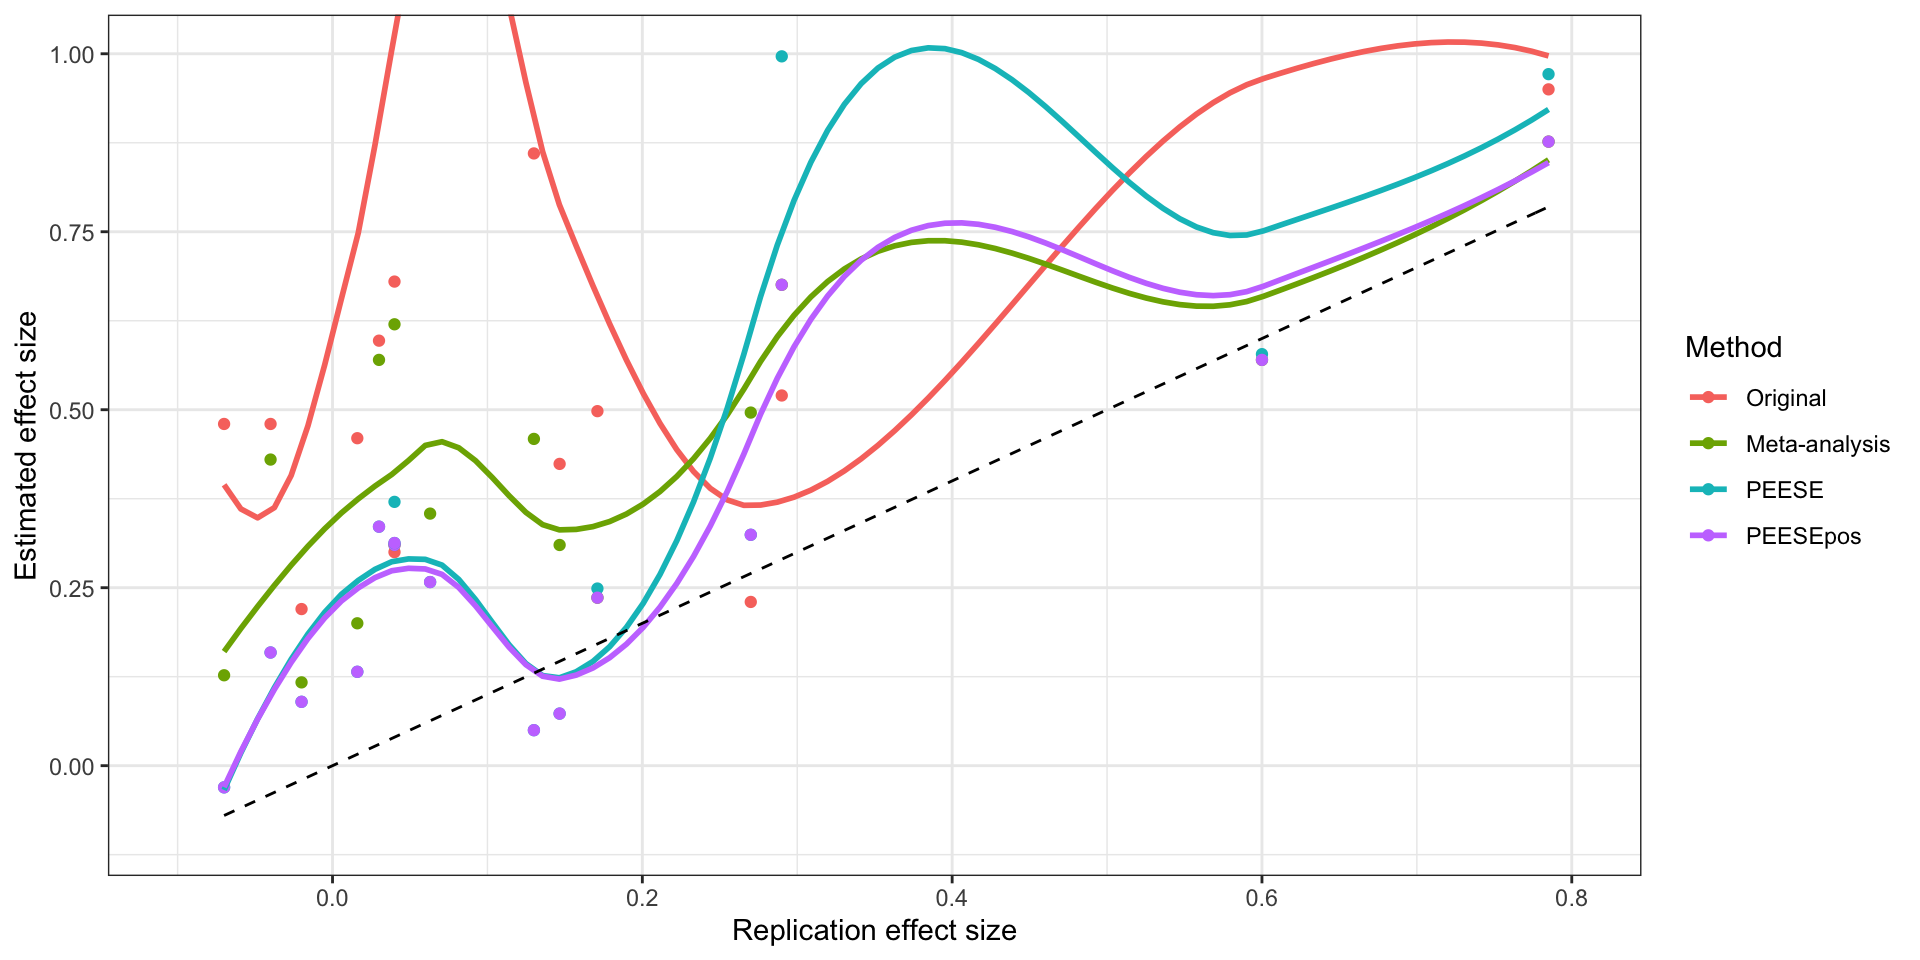 1.00
0.75
0.50
0.25
0.00
Estimated effect size
0.0
0.2
0.4
0.6
0.8
Replication effect size
Method
Original
Meta-analysis
PEESE
PEESEpos